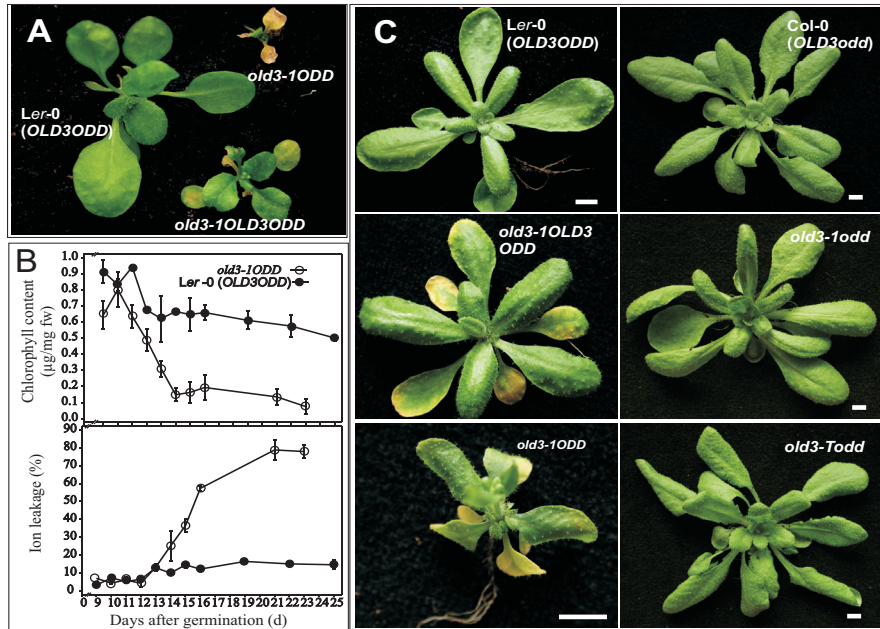 A
old3-1ODD
Ler-0
(OLD3ODD)
old3-1OLD3ODD
B
old3-1ODD
Ler -0 (OLD3ODD)
Chlorophyll content
(µg/mg fw)
1.0
0.9
0.8
0.7
0.6
0.5
0.4
0.3
0.2
0.1
0.0
Ion leakage (%)
100
90
80
70
60
50
40
30
20
10
0
0 9 10 11 12 13 14 15 16 17 18 19 20 21 22 23 24 25
Days after germination (d)
C
Ler-0
(OLD3ODD)
Col-0
(OLD3odd)
old3-1OLD3
ODD
old3-1odd
old3-1ODD
old3-Todd